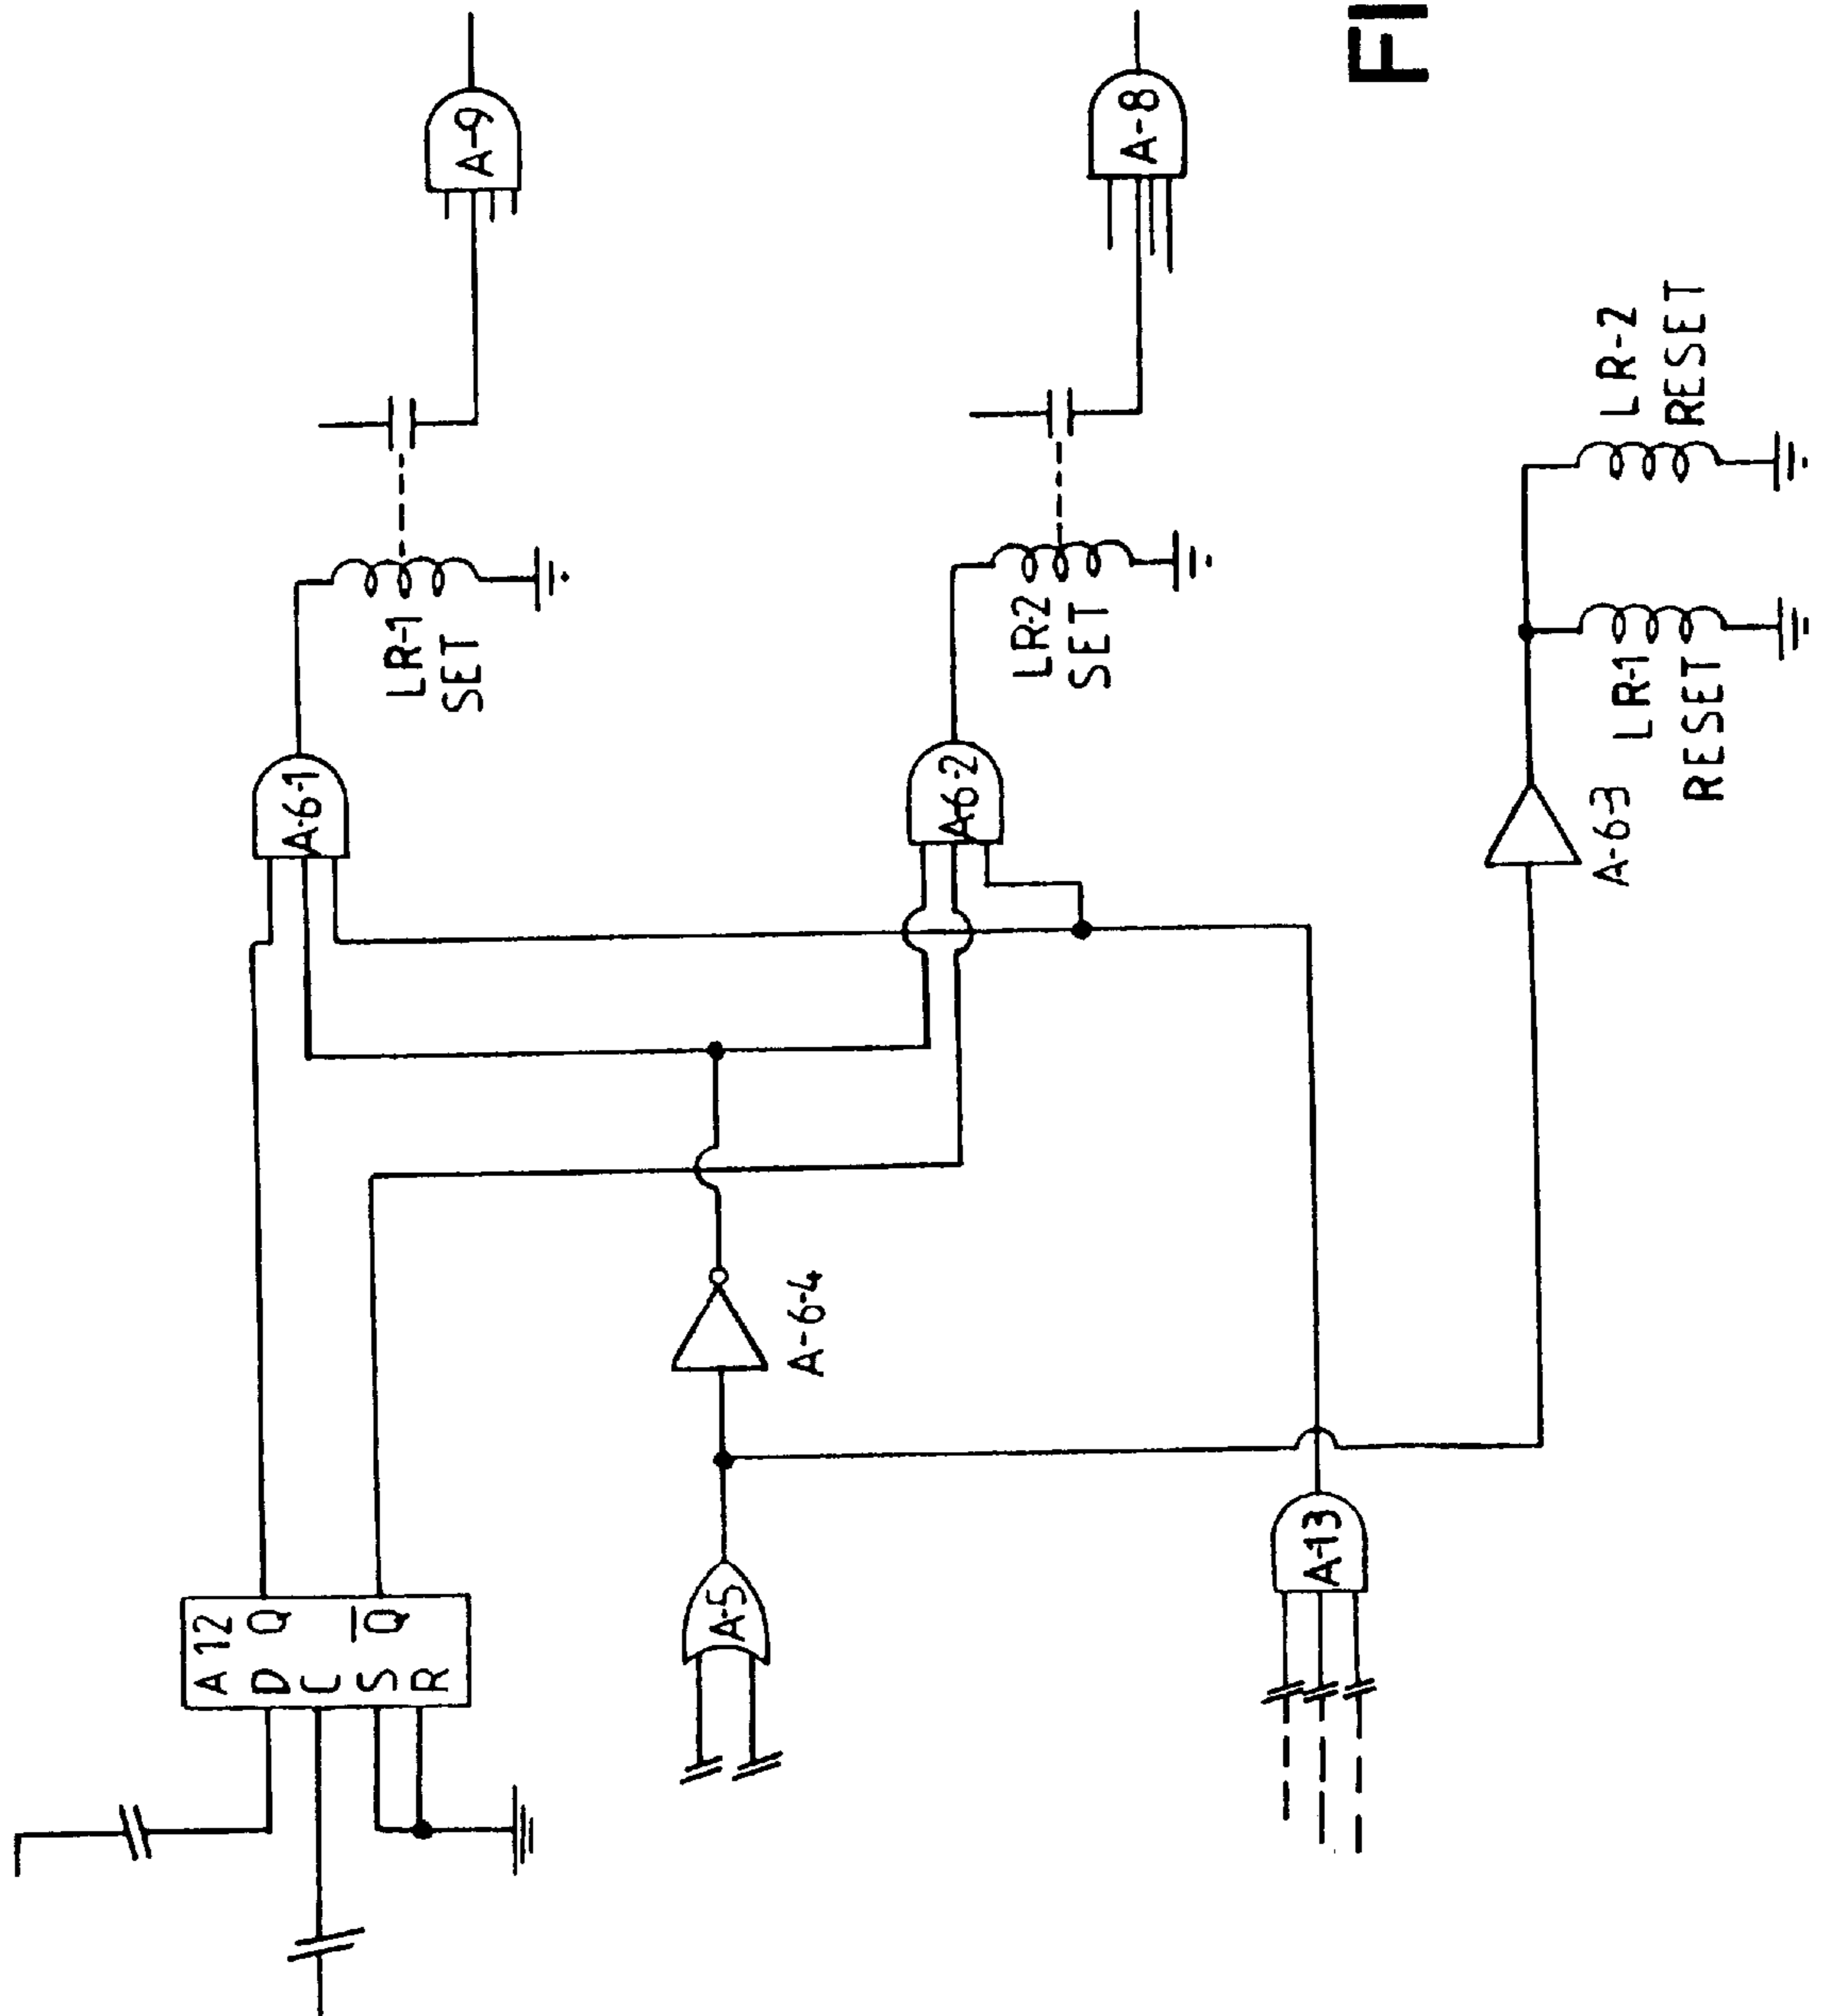 A 12
D Q
C
S Q
R
A-5
A-13
A-6-4
A-6-1
A-6-2
A-6-3
LR-1
SET
LR-2
SET
LR-1
RESET
LR-2
RESET
A-9
A-8
FI